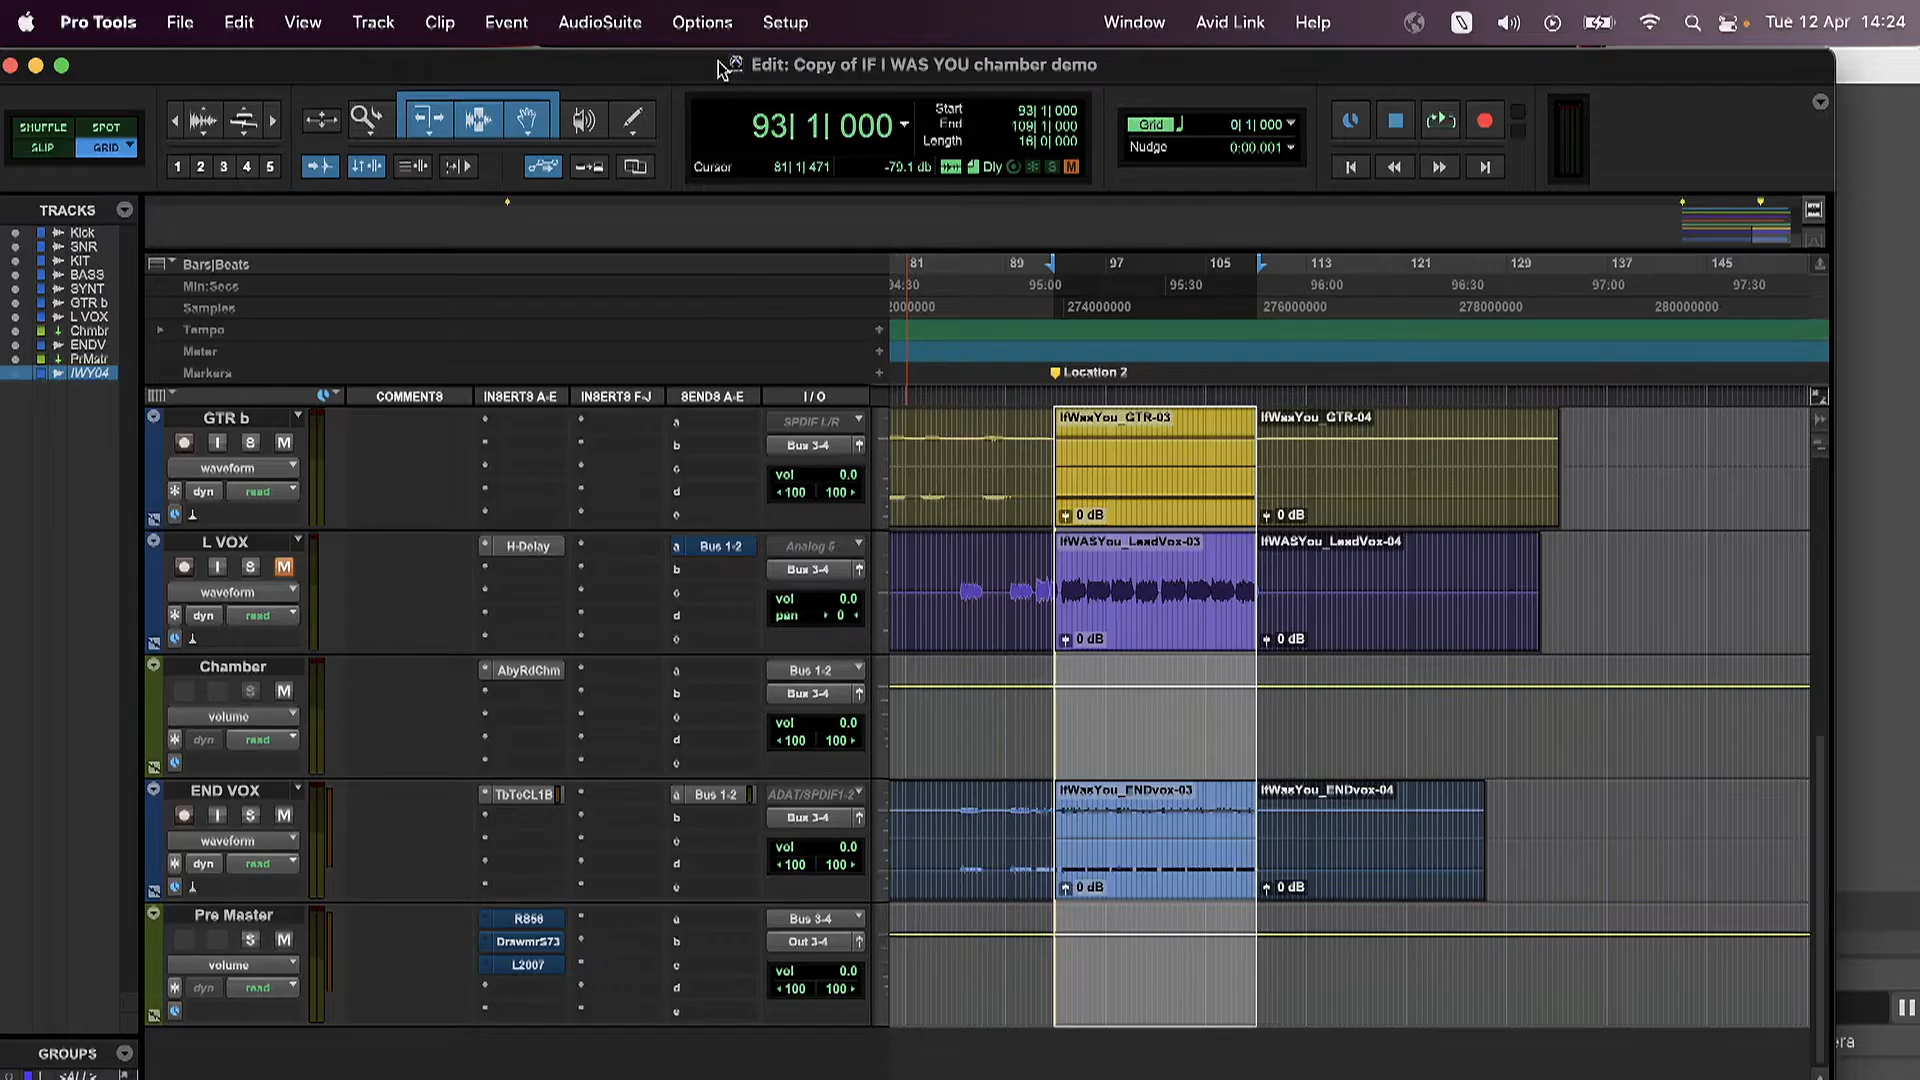 Pro Tools File Edit View Track Clip Event AudioSuite Options Setup Window Avid Link Help Tue 12 Apr 14:24
Edit: Copy of IF I WAS YOU chamber demo
SHUFFLE SPOT
SLIP GRID
1 2 3 4 5
93| 1| 000
Start 93| 1| 000
End 109| 1| 000
Length 16| 0| 000
Cursor 81| 1| 471 -79.1 db Dly S M
Grid 0| 1| 000
Nudge 0:00.001
TRACKS
Kick
SNR
KIT
BASS
SYNT
GTR b
L VOX
Chmbr
ENDV
PrMatr
IWY04
Bars|Beats 81 89 97 105 113 121 129 137 145
Min:Secs 94:30 95:00 95:30 96:00 96:30 97:00 97:30
Samples 2000000 274000000 276000000 278000000 280000000
Tempo
Meter
Markers Location 2
COMMENTS INSERTS A-E INSERTS F-J SENDS A-E I / O
GTR b a SPDIF L/R IfWasYou_GTR-03 IfWasYou_GTR-04
I S M b Bus 3-4
waveform c vol 0.0
dyn read d 100 100
e 0 dB 0 dB
L VOX H-Delay a Bus 1-2 Analog 5 IfWASYou_LeadVox-03 IfWASYou_LeadVox-04
I S M b Bus 3-4
waveform c vol 0.0
dyn read d pan 0
e 0 dB 0 dB
Chamber AbyRdChm a Bus 1-2
S M b Bus 3-4
volume c vol 0.0
dyn read d 100 100
e
END VOX TbToCL1B a Bus 1-2 ADAT/SPDIF1-2 IfWasYou_ENDvox-03 IfWasYou_ENDvox-04
I S M b Bus 3-4
waveform c vol 0.0
dyn read d 100 100
e 0 dB 0 dB
Pre Master R858 a Bus 3-4
S M DrawmrS73 b Out 3-4
volume L2007 c vol 0.0
dyn read d 100 100
e
GROUPS
era